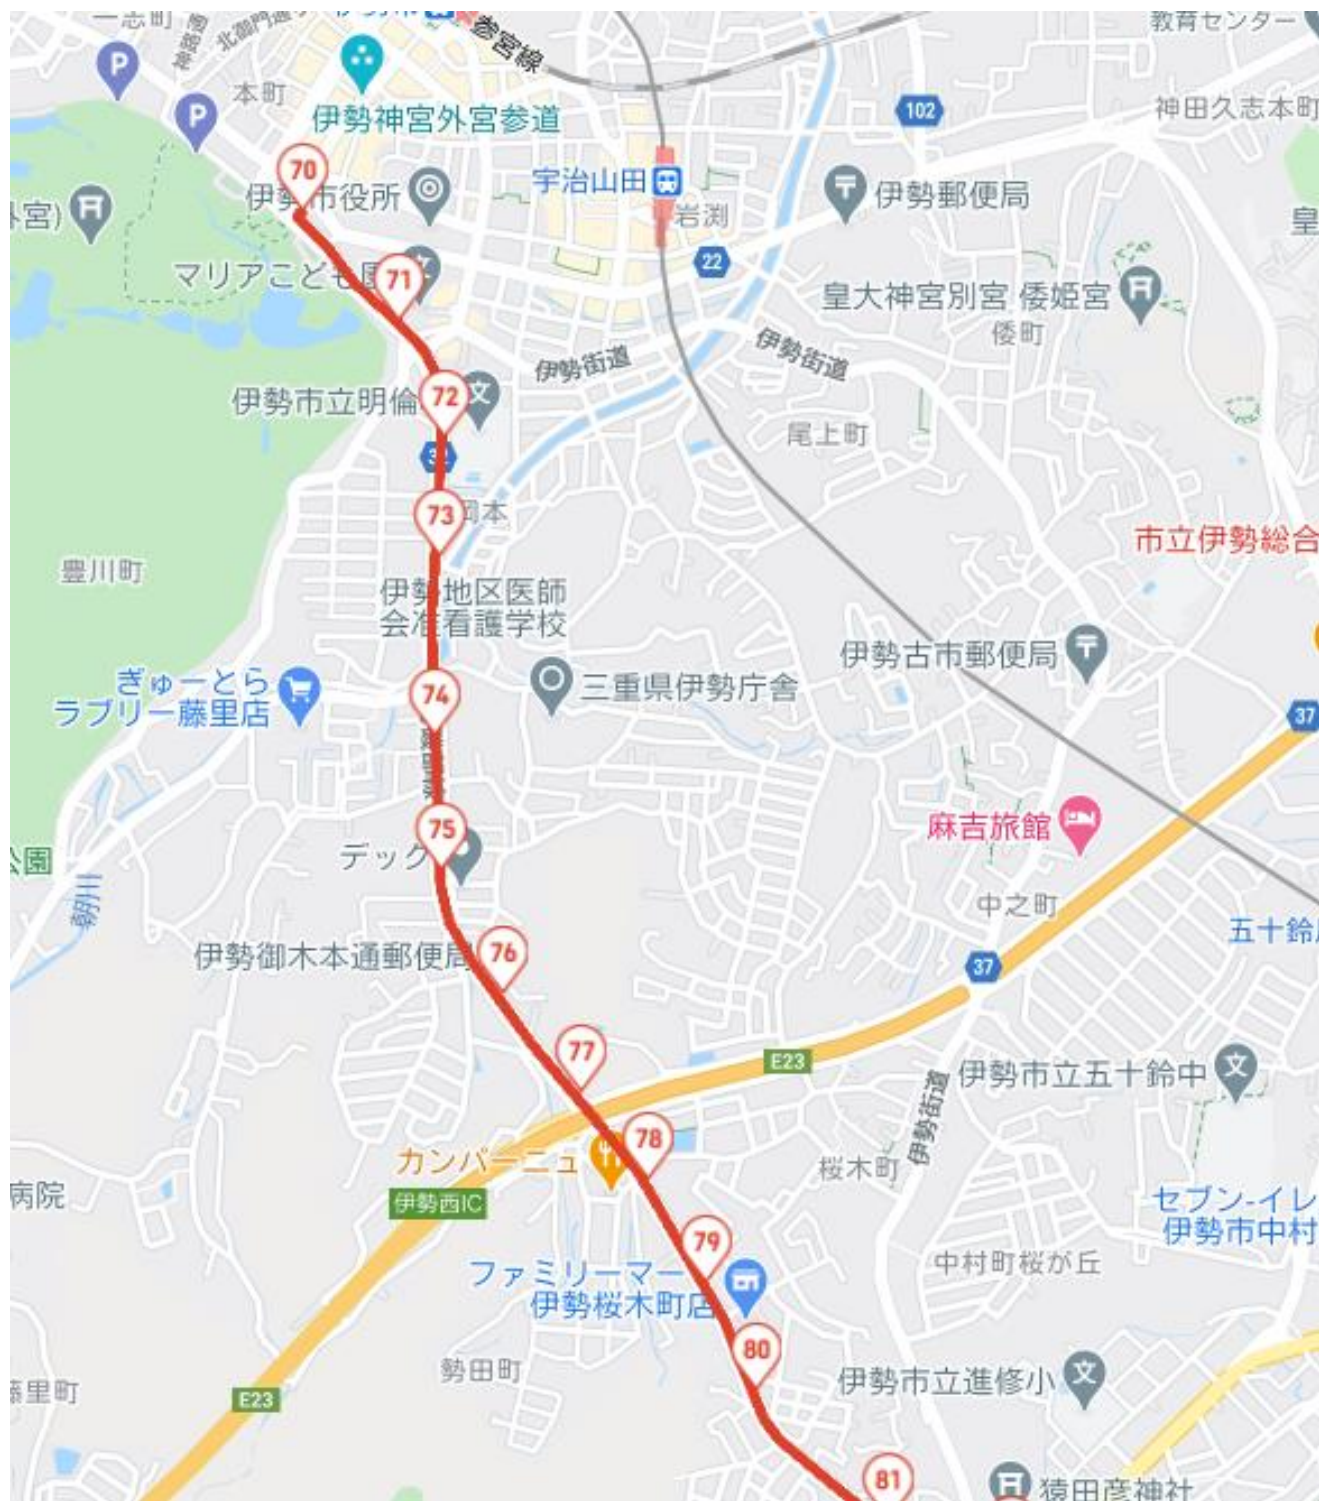 一志町
神路通
参宮線
教育センター
本町
伊勢神宮外宮参道
102
神田久志本町
70
伊勢市役所
宇治山田
伊勢郵便局
外宮)
岩渕
皇
22
マリアこども園
71
皇大神宮別宮 倭姫宮
倭町
伊勢街道
伊勢街道
72
伊勢市立明倫
尾上町
73
岡本
市立伊勢総合
豊川町
伊勢地区医師
会准看護学校
伊勢古市郵便局
ぎゅーとら
ラブリー藤里店
74
三重県伊勢庁舎
37
75
デック
麻吉旅館
公園
朝川
中之町
五十鈴
伊勢御木本通郵便局
76
37
77
E23
伊勢市立五十鈴中
伊勢街道
78
カンパーニュ
桜木町
病院
伊勢西IC
セブン-イレ
伊勢市中村
79
中村町桜が丘
ファミリーマー
伊勢桜木町店
80
勢田町
伊勢市立進修小
藤里町
E23
81
猿田彦神社